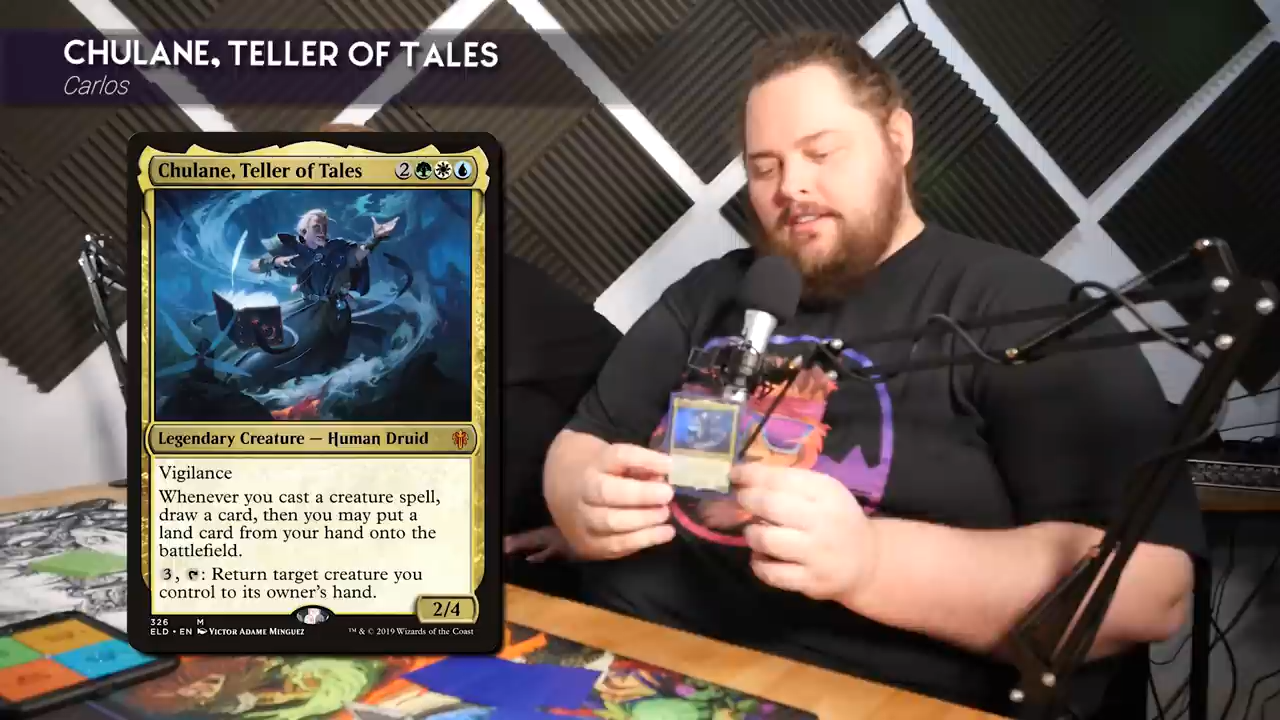 CHULANE, TELLER OF TALES
Carlos
Chulane, Teller of Tales 2
Legendary Creature — Human Druid
Vigilance
Whenever you cast a creature spell,
draw a card, then you may put a
land card from your hand onto the
battlefield.
3, : Return target creature you
control to its owner's hand.
2/4
326 M
ELD • EN VICTOR ADAME MINGUEZ ™ & © 2019 Wizards of the Coast